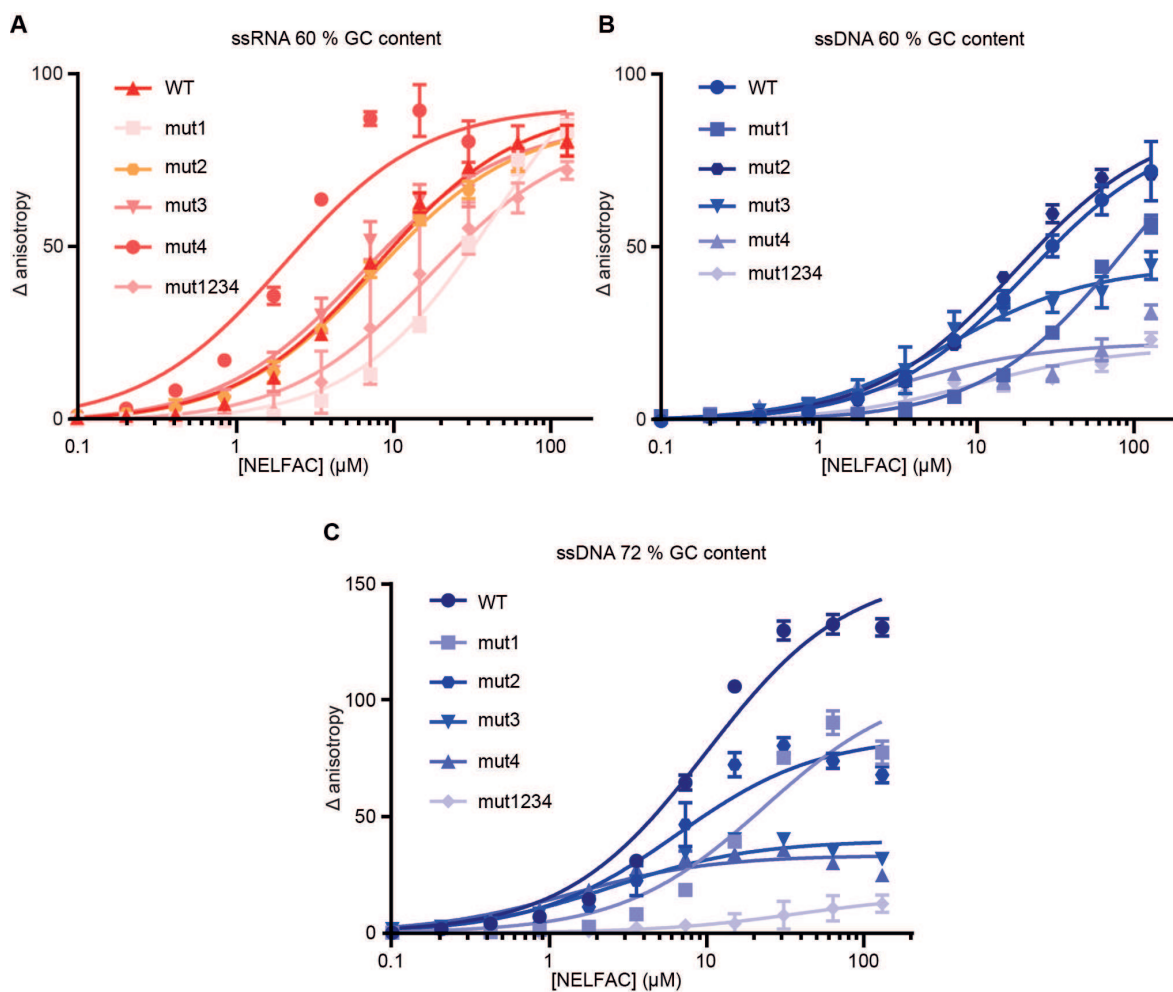 A
ssRNA 60 % GC content
Δ anisotropy
100
50
0
WT
mut1
mut2
mut3
mut4
mut1234
0.1
1
10
100
[NELFAC] (µM)
B
ssDNA 60 % GC content
Δ anisotropy
100
50
0
WT
mut1
mut2
mut3
mut4
mut1234
0.1
1
10
100
[NELFAC] (µM)
C
ssDNA 72 % GC content
Δ anisotropy
150
100
50
0
WT
mut1
mut2
mut3
mut4
mut1234
0.1
1
10
100
[NELFAC] (µM)